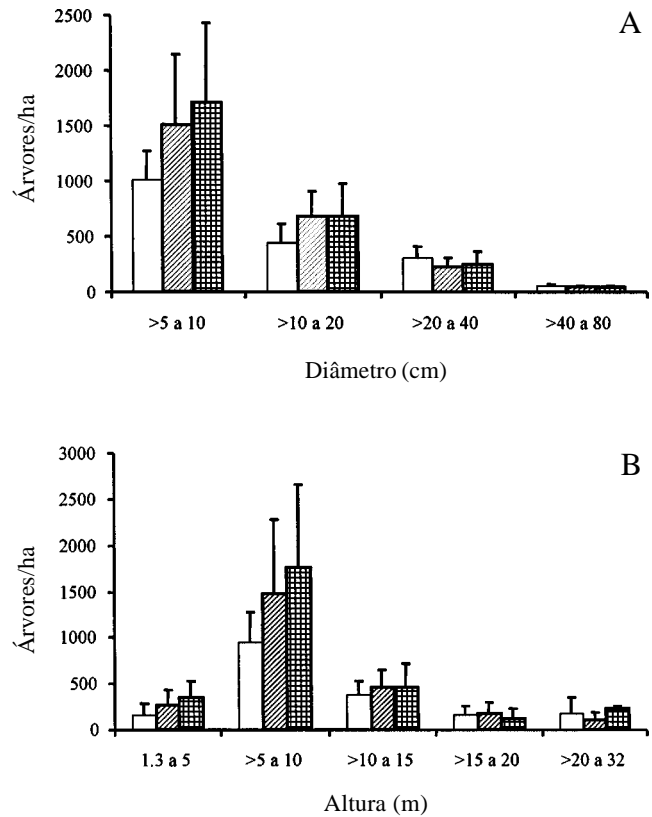 A
2500
2000
1500
1000
500
0
Árvores/ha
>5 a 10 >10 a 20 >20 a 40 >40 a 80
Diâmetro (cm)
B
3000
2500
2000
1500
1000
500
0
Árvores/ha
1.3 a 5 >5 a 10 >10 a 15 >15 a 20 >20 a 32
Altura (m)